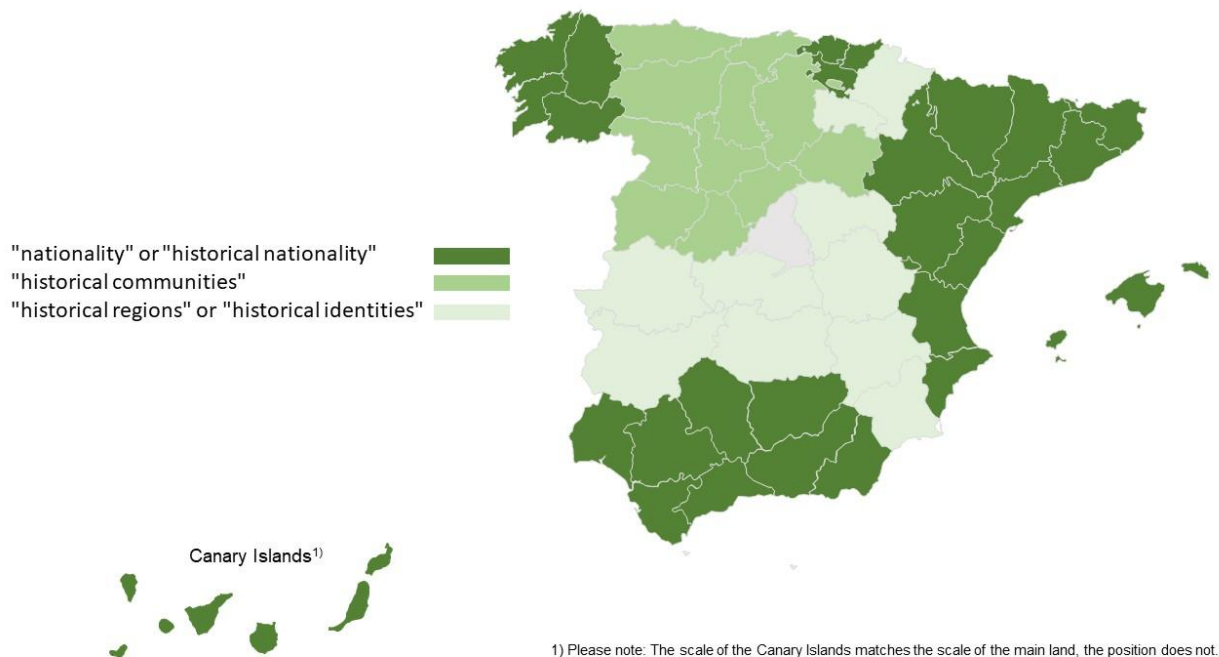 "nationality" or "historical nationality"
"historical communities"
"historical regions" or "historical identities"
Canary Islands1)
1) Please note: The scale of the Canary Islands matches the scale of the main land, the position does not.